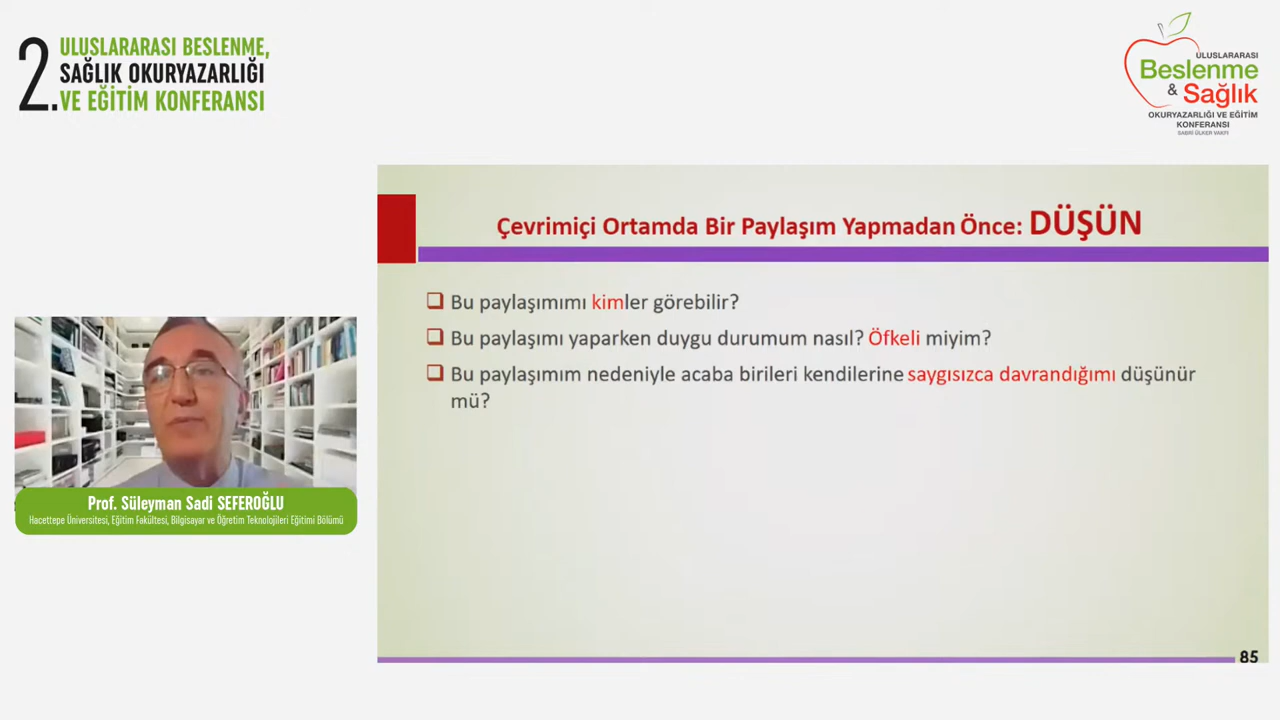 2.
ULUSLARARASI BESLENME,
SAĞLIK OKURYAZARLIĞI
VE EĞİTİM KONFERANSI
ULUSLARARASI
Beslenme
& Sağlık
OKURYAZARLIĞI VE EĞİTİM
KONFERANSI
SABRİ ÜLKER VAKFI
Çevrimiçi Ortamda Bir Paylaşım Yapmadan Önce: DÜŞÜN
Bu paylaşımımı kimler görebilir?
Bu paylaşımı yaparken duygu durumum nasıl? Öfkeli miyim?
Bu paylaşımım nedeniyle acaba birileri kendilerine saygısızca davrandığımı düşünür
mü?
Prof. Süleyman Sadi SEFEROĞLU
Hacettepe Üniversitesi, Eğitim Fakültesi, Bilgisayar ve Öğretim Teknolojileri Eğitimi Bölümü
85